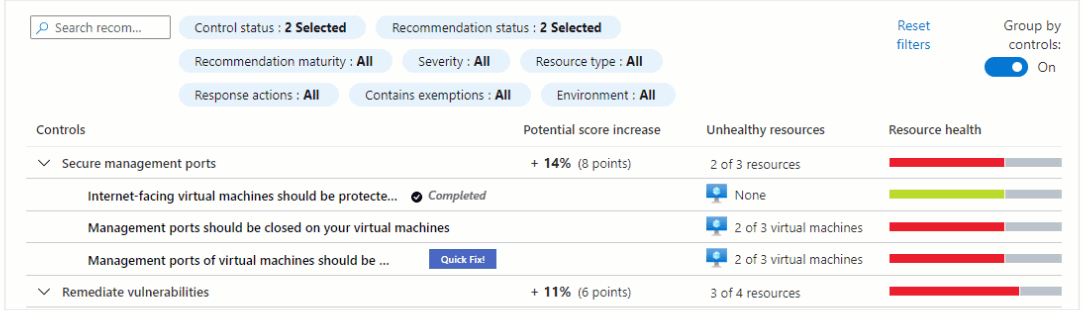 Search recom...
Control status : 2 Selected
Recommendation status : 2 Selected
Reset filters
Group by controls:
On
Recommendation maturity : All
Severity : All
Resource type : All
Response actions : All
Contains exemptions : All
Environment : All
Controls
Potential score increase
Unhealthy resources
Resource health
Secure management ports
+ 14% (8 points)
2 of 3 resources
Internet-facing virtual machines should be protecte...
Completed
None
Management ports should be closed on your virtual machines
2 of 3 virtual machines
Management ports of virtual machines should be ...
Quick Fix!
2 of 3 virtual machines
Remediate vulnerabilities
+ 11% (6 points)
3 of 4 resources